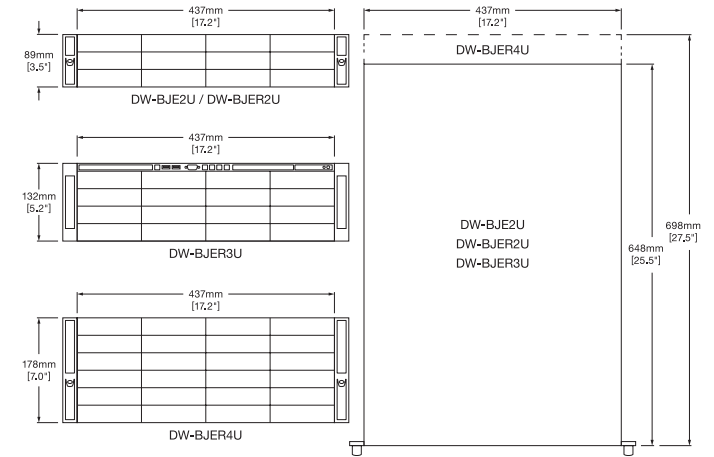 437mm
[17.2"]
89mm
[3.5"]
DW-BJE2U / DW-BJER2U
437mm
[17.2"]
132mm
[5.2"]
DW-BJER3U
437mm
[17.2"]
178mm
[7.0"]
DW-BJER4U
437mm
[17.2"]
DW-BJER4U
DW-BJE2U
DW-BJER2U
DW-BJER3U
648mm
[25.5"]
698mm
[27.5"]